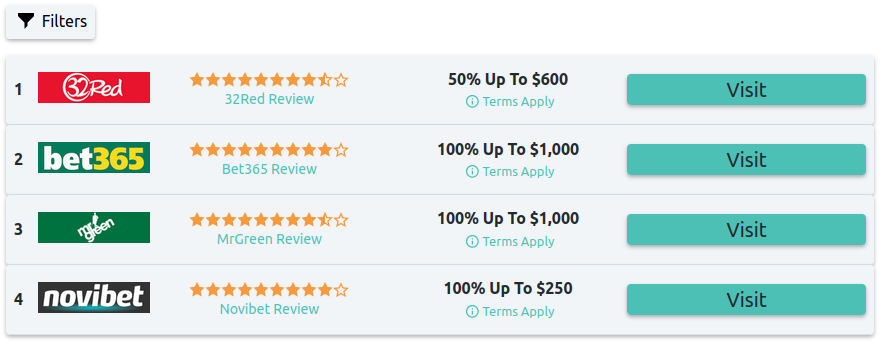 Filters
1
32Red
32Red Review
50% Up To $600
Terms Apply
Visit
2
bet365
Bet365 Review
100% Up To $1,000
Terms Apply
Visit
3
mr green
MrGreen Review
100% Up To $1,000
Terms Apply
Visit
4
novibet
Novibet Review
100% Up To $250
Terms Apply
Visit